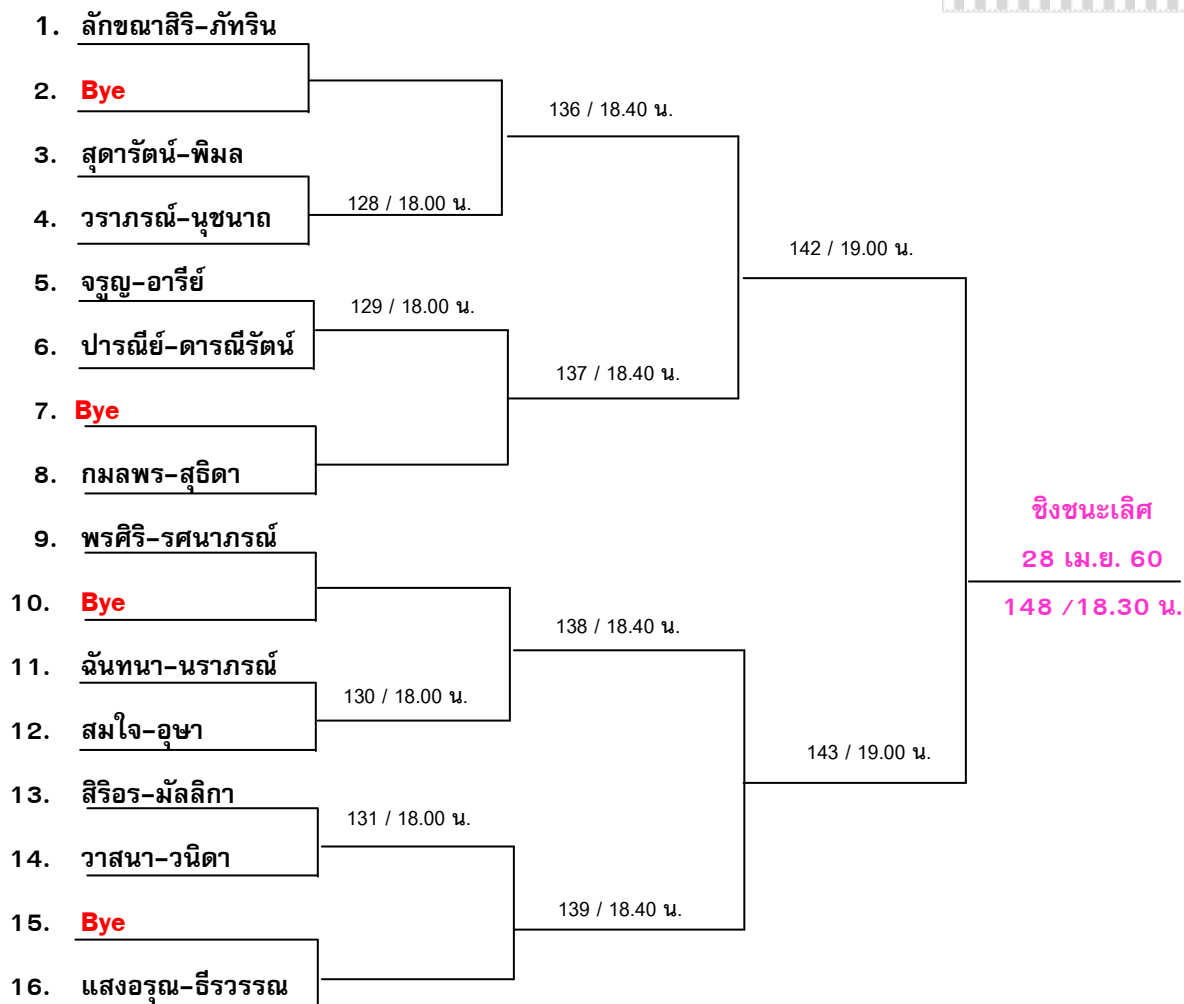 1. ลักขณาสิริ-ภัทริน
2. Bye
136 / 18.40 น.
3. สุดารัตน์-พิมล
4. วราภรณ์-นุชนาถ
128 / 18.00 น.
142 / 19.00 น.
5. จรูญ-อารีย์
129 / 18.00 น.
6. ปารณีย์-ดารณีรัตน์
137 / 18.40 น.
7. Bye
8. กมลพร-สุธิดา
ชิงชนะเลิศ
28 เม.ย. 60
148 /18.30 น.
9. พรศิริ-รศนาภรณ์
10. Bye
138 / 18.40 น.
11. ฉันทนา-นราภรณ์
130 / 18.00 น.
12. สมใจ-อุษา
143 / 19.00 น.
13. สิริอร-มัลลิกา
131 / 18.00 น.
14. วาสนา-วนิดา
139 / 18.40 น.
15. Bye
16. แสงอรุณ-ธีรวรรณ